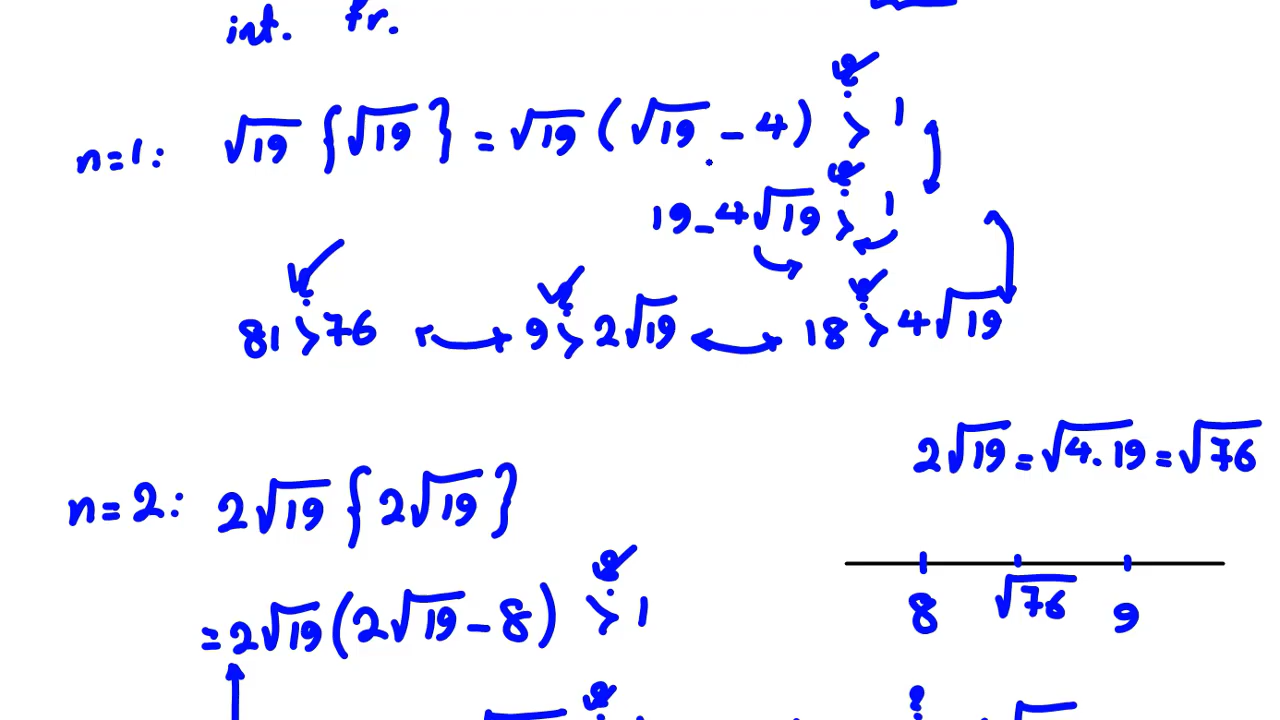 int. fr.
n=1: √19 {√19} = √19 (√19 - 4) >? 1
19 - 4√19 >? 1
81 >? 76 ↔ 9 >? 2√19 ↔ 18 >? 4√19
2√19 = √4.19 = √76
n=2: 2√19 {2√19}
8 √76 9
= 2√19 (2√19 - 8) >? 1